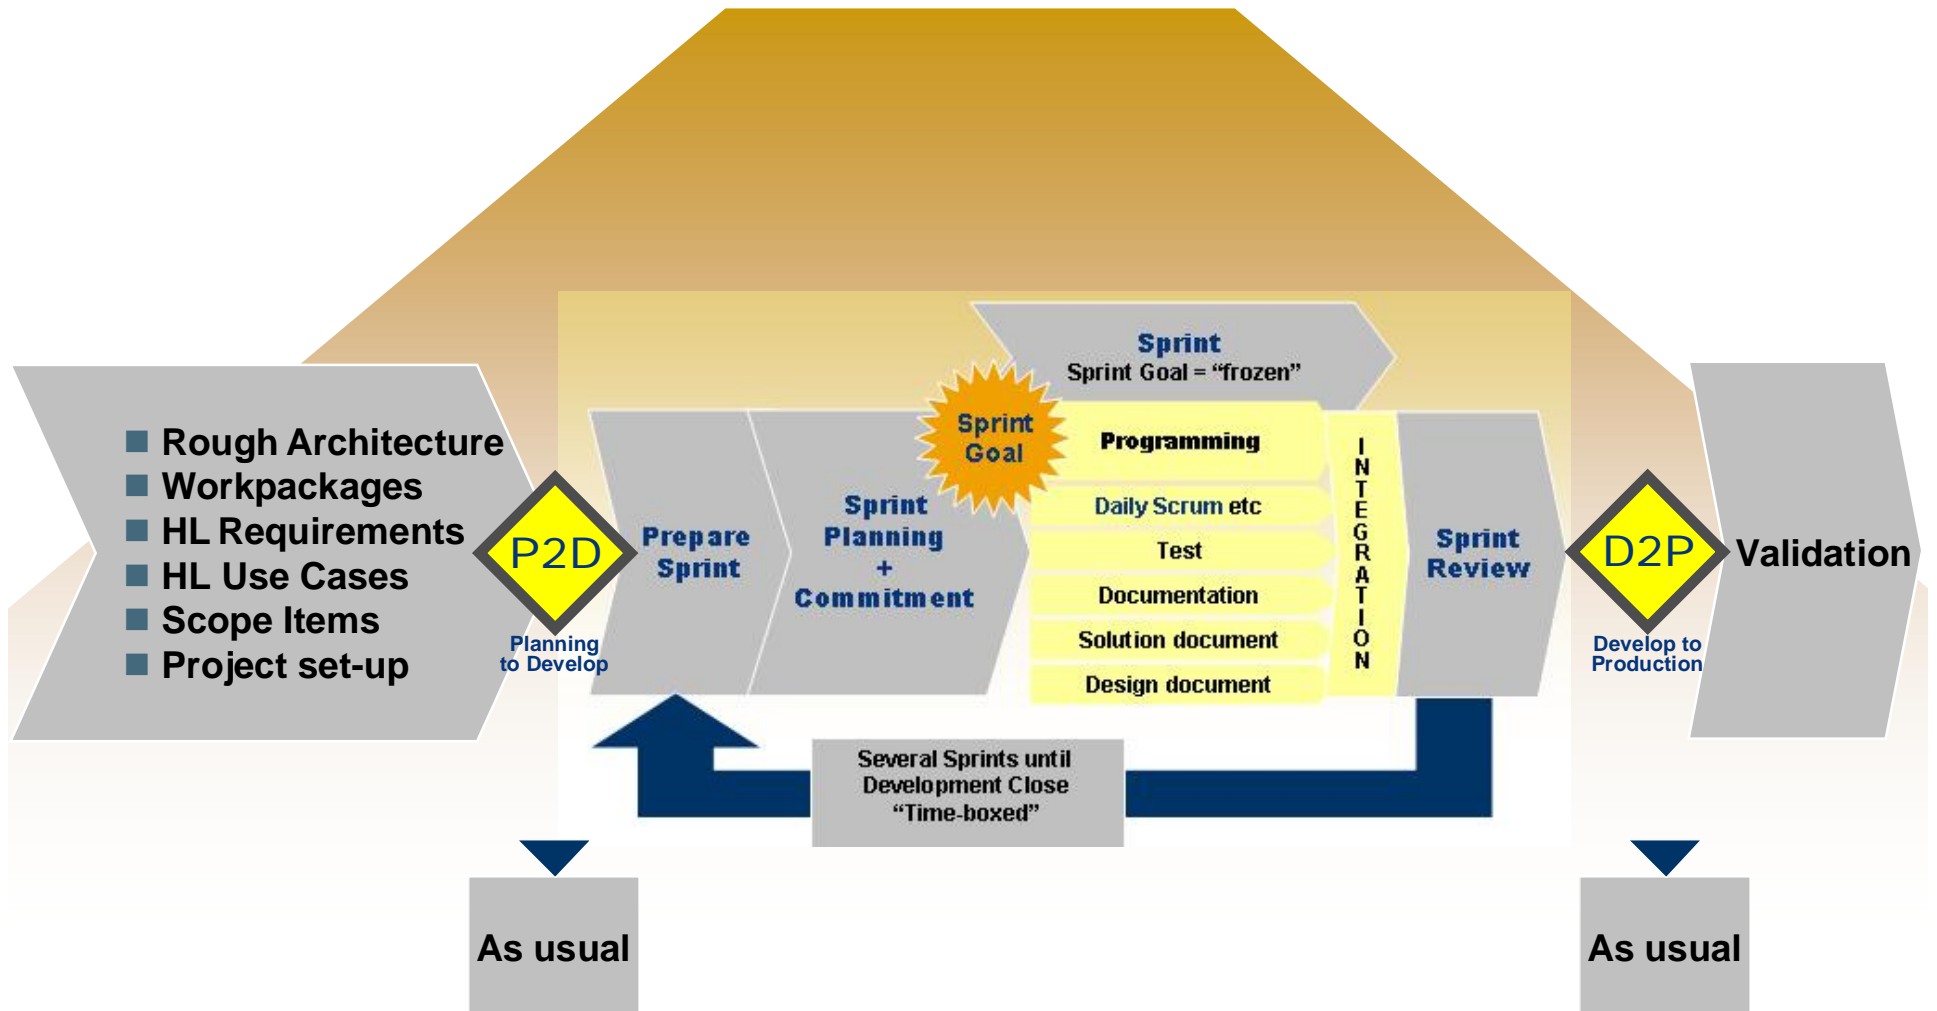 Rough Architecture
Workpackages
HL Requirements
HL Use Cases
Scope Items
Project set-up
P2D
Planning
to Develop
Prepare
Sprint
Sprint
Planning
+
Commitment
Sprint
Goal
Sprint
Sprint Goal = “frozen”
Programming
Daily Scrum etc
Test
Documentation
Solution document
Design document
INTEGRATION
Sprint
Review
D2P
Develop to
Production
Validation
Several Sprints until
Development Close
“Time-boxed”
As usual
As usual